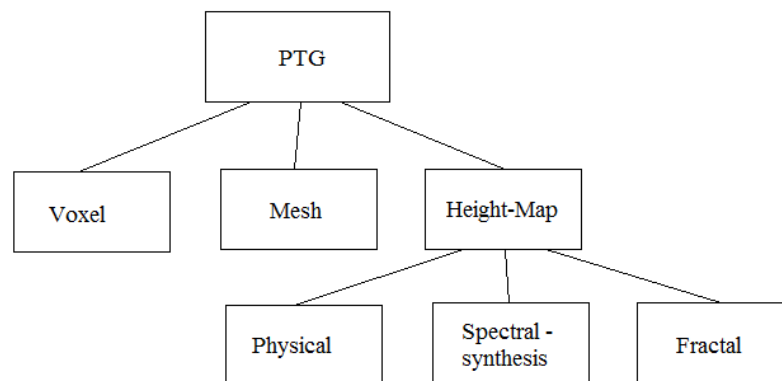 PTG
Voxel
Mesh
Height-Map
Physical
Spectral -
synthesis
Fractal